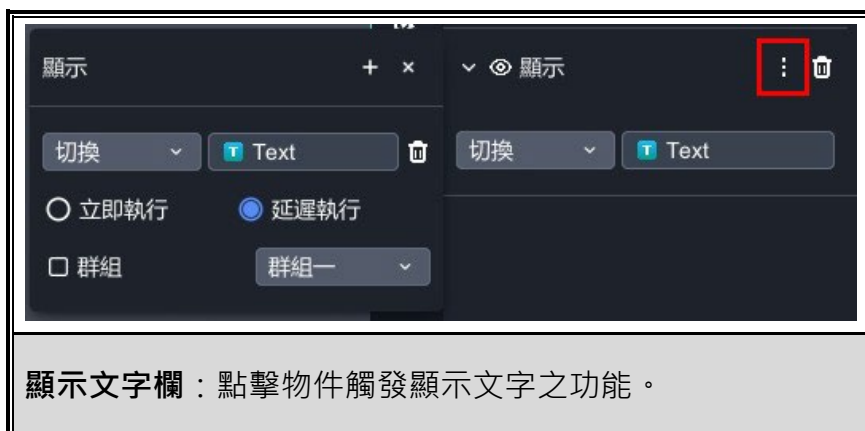 顯示 + ×
切換 T Text
立即執行 延遲執行
群組 群組一
顯示
切換 T Text
顯示文字欄：點擊物件觸發顯示文字之功能。